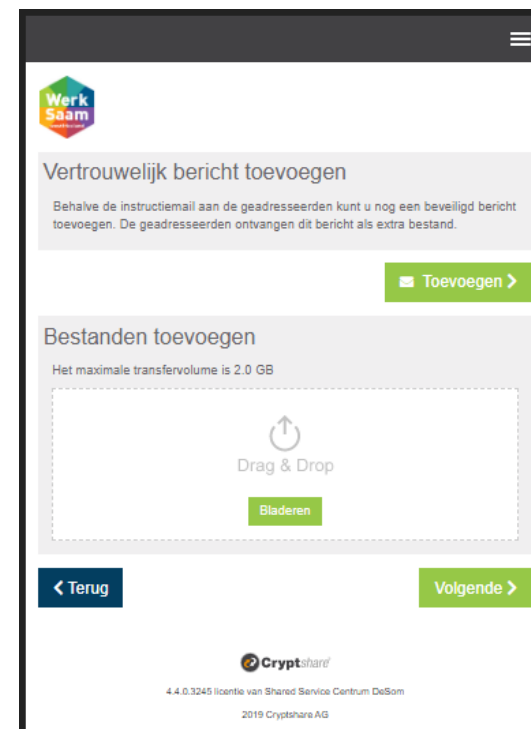 Werk
Saam
Vertrouwelijk bericht toevoegen
Behalve de instructiemail aan de geadresseerden kunt u nog een beveiligd bericht
toevoegen. De geadresseerden ontvangen dit bericht als extra bestand.
Toevoegen
Bestanden toevoegen
Het maximale transfervolume is 2.0 GB
Drag & Drop
Bladeren
Terug
Volgende
Cryptshare
4.4.0.3245 licentie van Shared Service Centrum DeSom
2019 Cryptshare AG